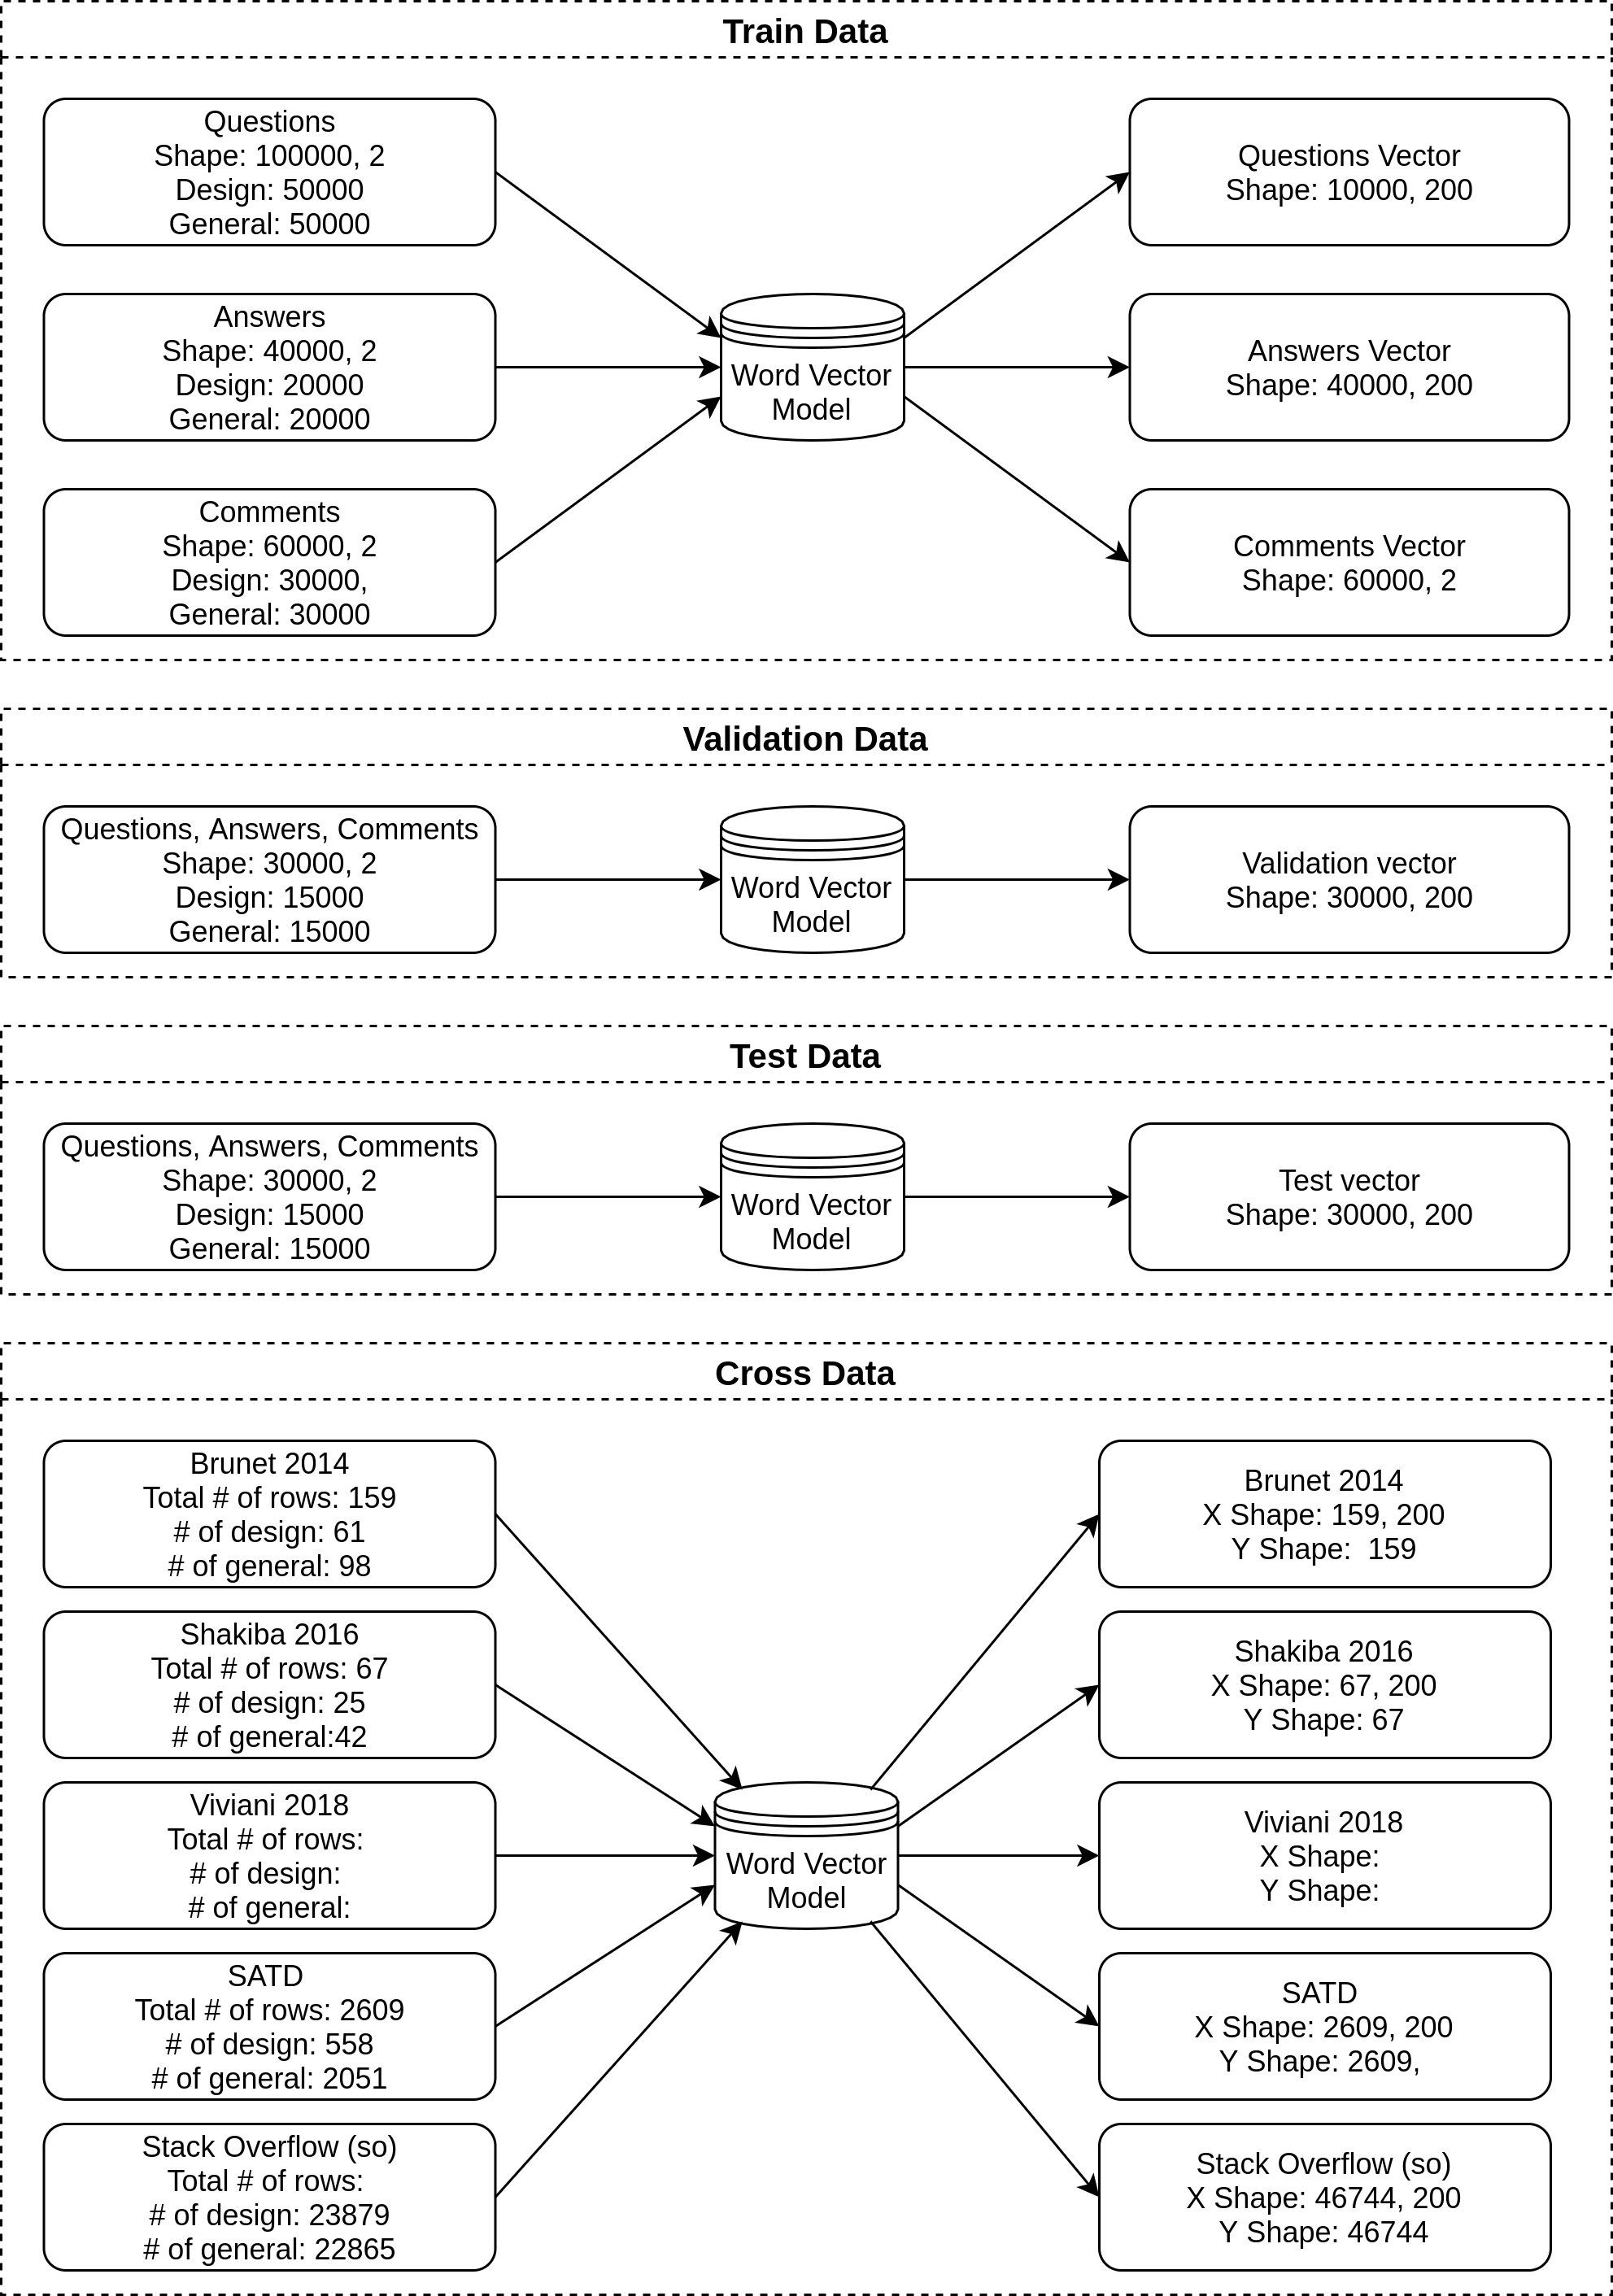 Train Data
Questions
Shape: 100000, 2
Design: 50000
General: 50000
Answers
Shape: 40000, 2
Design: 20000
General: 20000
Comments
Shape: 60000, 2
Design: 30000,
General: 30000
Word Vector
Model
Questions Vector
Shape: 10000, 200
Answers Vector
Shape: 40000, 200
Comments Vector
Shape: 60000, 2
Validation Data
Questions, Answers, Comments
Shape: 30000, 2
Design: 15000
General: 15000
Word Vector
Model
Validation vector
Shape: 30000, 200
Test Data
Questions, Answers, Comments
Shape: 30000, 2
Design: 15000
General: 15000
Word Vector
Model
Test vector
Shape: 30000, 200
Cross Data
Brunet 2014
Total # of rows: 159
# of design: 61
# of general: 98
Shakiba 2016
Total # of rows: 67
# of design: 25
# of general:42
Viviani 2018
Total # of rows:
# of design:
# of general:
SATD
Total # of rows: 2609
# of design: 558
# of general: 2051
Stack Overflow (so)
Total # of rows:
# of design: 23879
# of general: 22865
Word Vector
Model
Brunet 2014
X Shape: 159, 200
Y Shape:  159
Shakiba 2016
X Shape: 67, 200
Y Shape: 67
Viviani 2018
X Shape:
Y Shape:
SATD
X Shape: 2609, 200
Y Shape: 2609,
Stack Overflow (so)
X Shape: 46744, 200
Y Shape: 46744